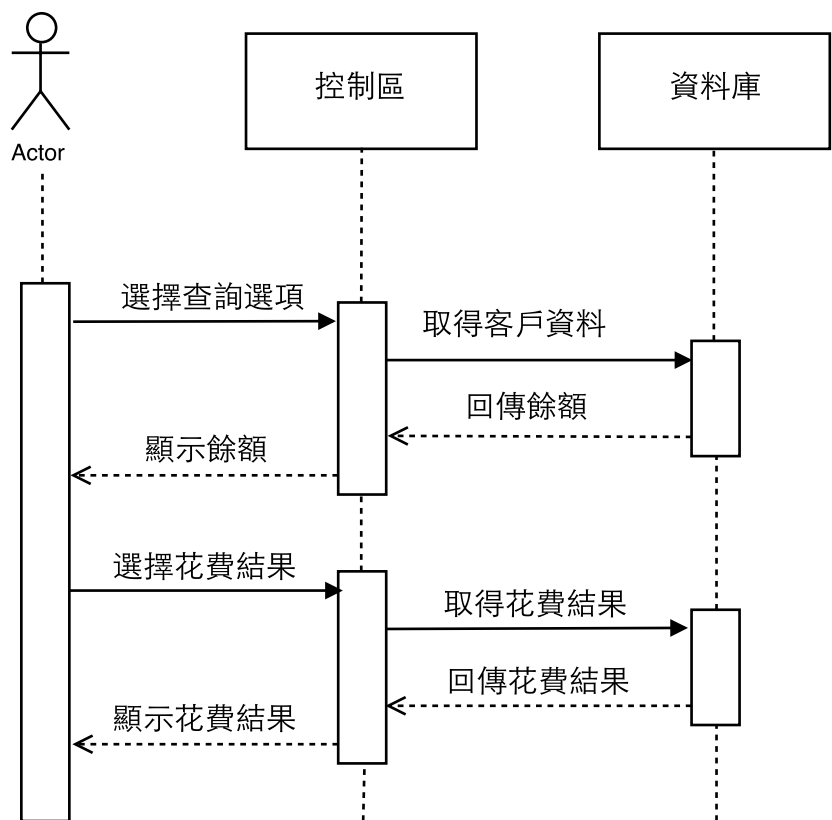 控制區
資料庫
Actor
選擇查詢選項
取得客戶資料
回傳餘額
顯示餘額
選擇花費結果
取得花費結果
回傳花費結果
顯示花費結果